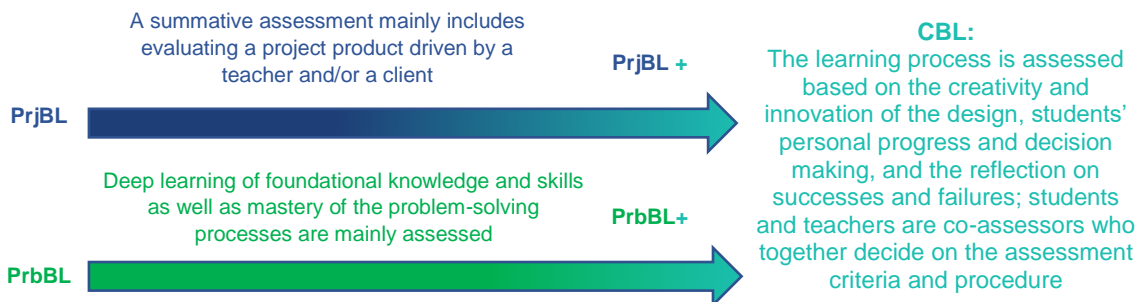 A summative assessment mainly includes
evaluating a project product driven by a
teacher and/or a client
PrjBL +
PrjBL
Deep learning of foundational knowledge and skills
as well as mastery of the problem-solving
processes are mainly assessed
PrbBL+
PrbBL
CBL:
The learning process is assessed
based on the creativity and
innovation of the design, students’
personal progress and decision
making, and the reflection on
successes and failures; students
and teachers are co-assessors who
together decide on the assessment
criteria and procedure